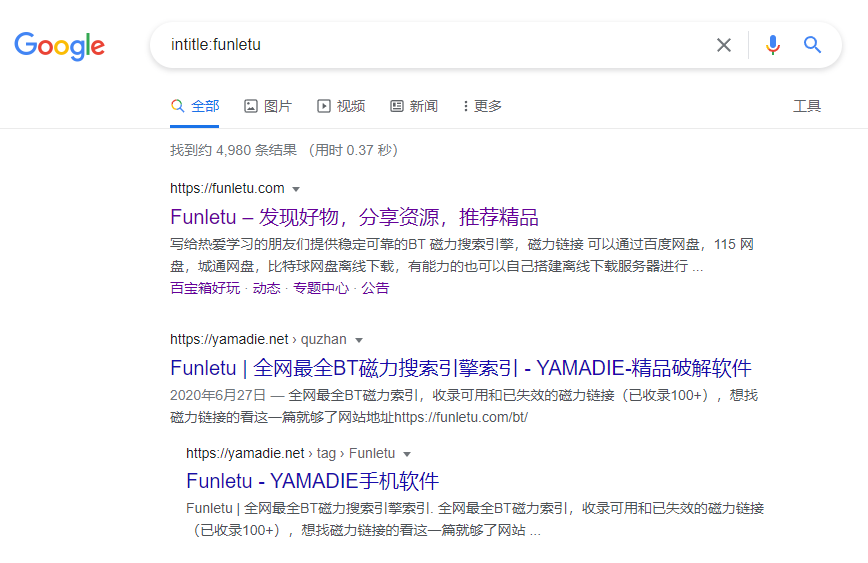 Google
intitle:funletu
全部
图片
视频
新闻
更多
工具
找到约 4,980 条结果 （用时 0.37 秒）
https://funletu.com
Funletu – 发现好物，分享资源，推荐精品
写给热爱学习的朋友们提供稳定可靠的BT 磁力搜索引擎，磁力链接 可以通过百度网盘，115 网
盘，城通网盘，比特球网盘离线下载，有能力的也可以自己搭建离线下载服务器进行 ...
百宝箱好玩 · 动态 · 专题中心 · 公告
https://yamadie.net › quzhan
Funletu | 全网最全BT磁力搜索引擎索引 - YAMADIE-精品破解软件
2020年6月27日 — 全网最全BT磁力索引，收录可用和已失效的磁力链接（已收录100+），想找
磁力链接的看这一篇就够了网站地址https://funletu.com/bt/
https://yamadie.net › tag › Funletu
Funletu - YAMADIE手机软件
Funletu | 全网最全BT磁力搜索引擎索引. 全网最全BT磁力索引，收录可用和已失效的磁力链接
（已收录100+），想找磁力链接的看这一篇就够了网站 ...